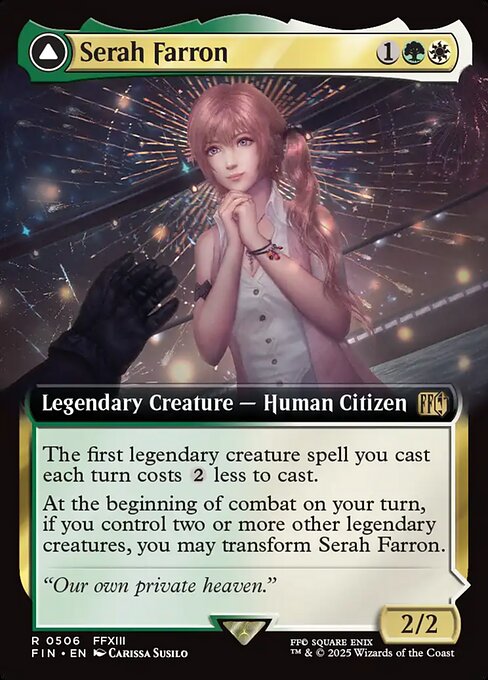 Serah Farron 1
Legendary Creature — Human Citizen FF
The first legendary creature spell you cast
each turn costs 2 less to cast.
At the beginning of combat on your turn,
if you control two or more other legendary
creatures, you may transform Serah Farron.
“Our own private heaven.”
2/2
R 0506 FFXIII
FIN • EN Carissa Susilo
FF© SQUARE ENIX
™ & © 2025 Wizards of the Coast